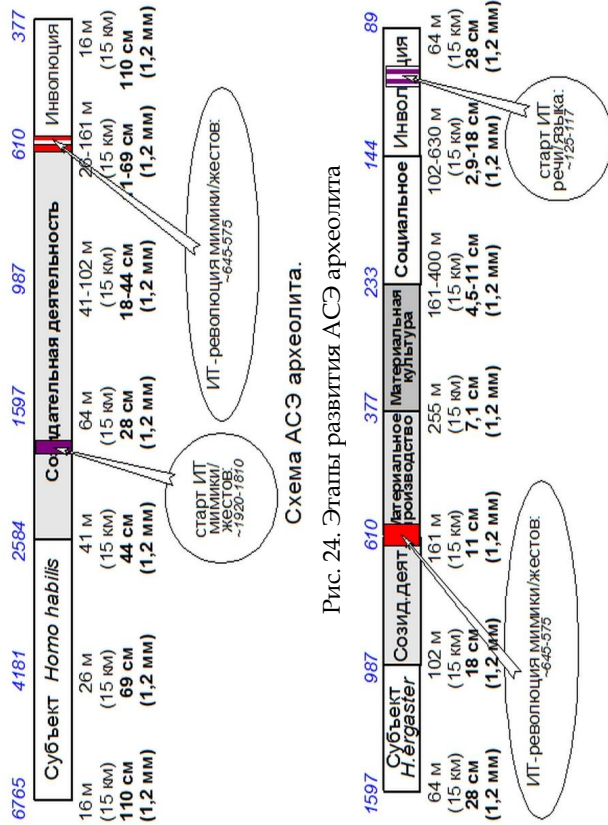 6765 4181 2584 1597 987 610 377
Субъект Homo habilis Созидательная деятельность Инволюция
16 м 26 м 41 м 64 м 41-102 м 26-161 м 16 м
(15 км) (15 км) (15 км) (15 км) (15 км) (15 км) (15 км)
110 см 69 см 44 см 28 см 18-44 см 11-69 см 110 см
(1,2 мм) (1,2 мм) (1,2 мм) (1,2 мм) (1,2 мм) (1,2 мм) (1,2 мм)
старт ИТ
мимики/
жестов:
~1920-1810
ИТ-революция мимики/жестов:
~645-575
Схема АСЭ археолита.
Рис. 24. Этапы развития АСЭ археолита
1597 987 610 377 233 144 89
Субъект
H.ergaster
Созид.деят.
Материальное
производство
Материальная
культура
Социальное
Инволюция
64 м 102 м 161 м 255 м 161-400 м 102-630 м 64 м
(15 км) (15 км) (15 км) (15 км) (15 км) (15 км) (15 км)
28 см 18 см 11 см 7,1 см 4,5-11 см 2,9-18 см 28 см
(1,2 мм) (1,2 мм) (1,2 мм) (1,2 мм) (1,2 мм) (1,2 мм) (1,2 мм)
ИТ-революция мимики/жестов:
~645-575
старт ИТ
речи/языка:
~125-117